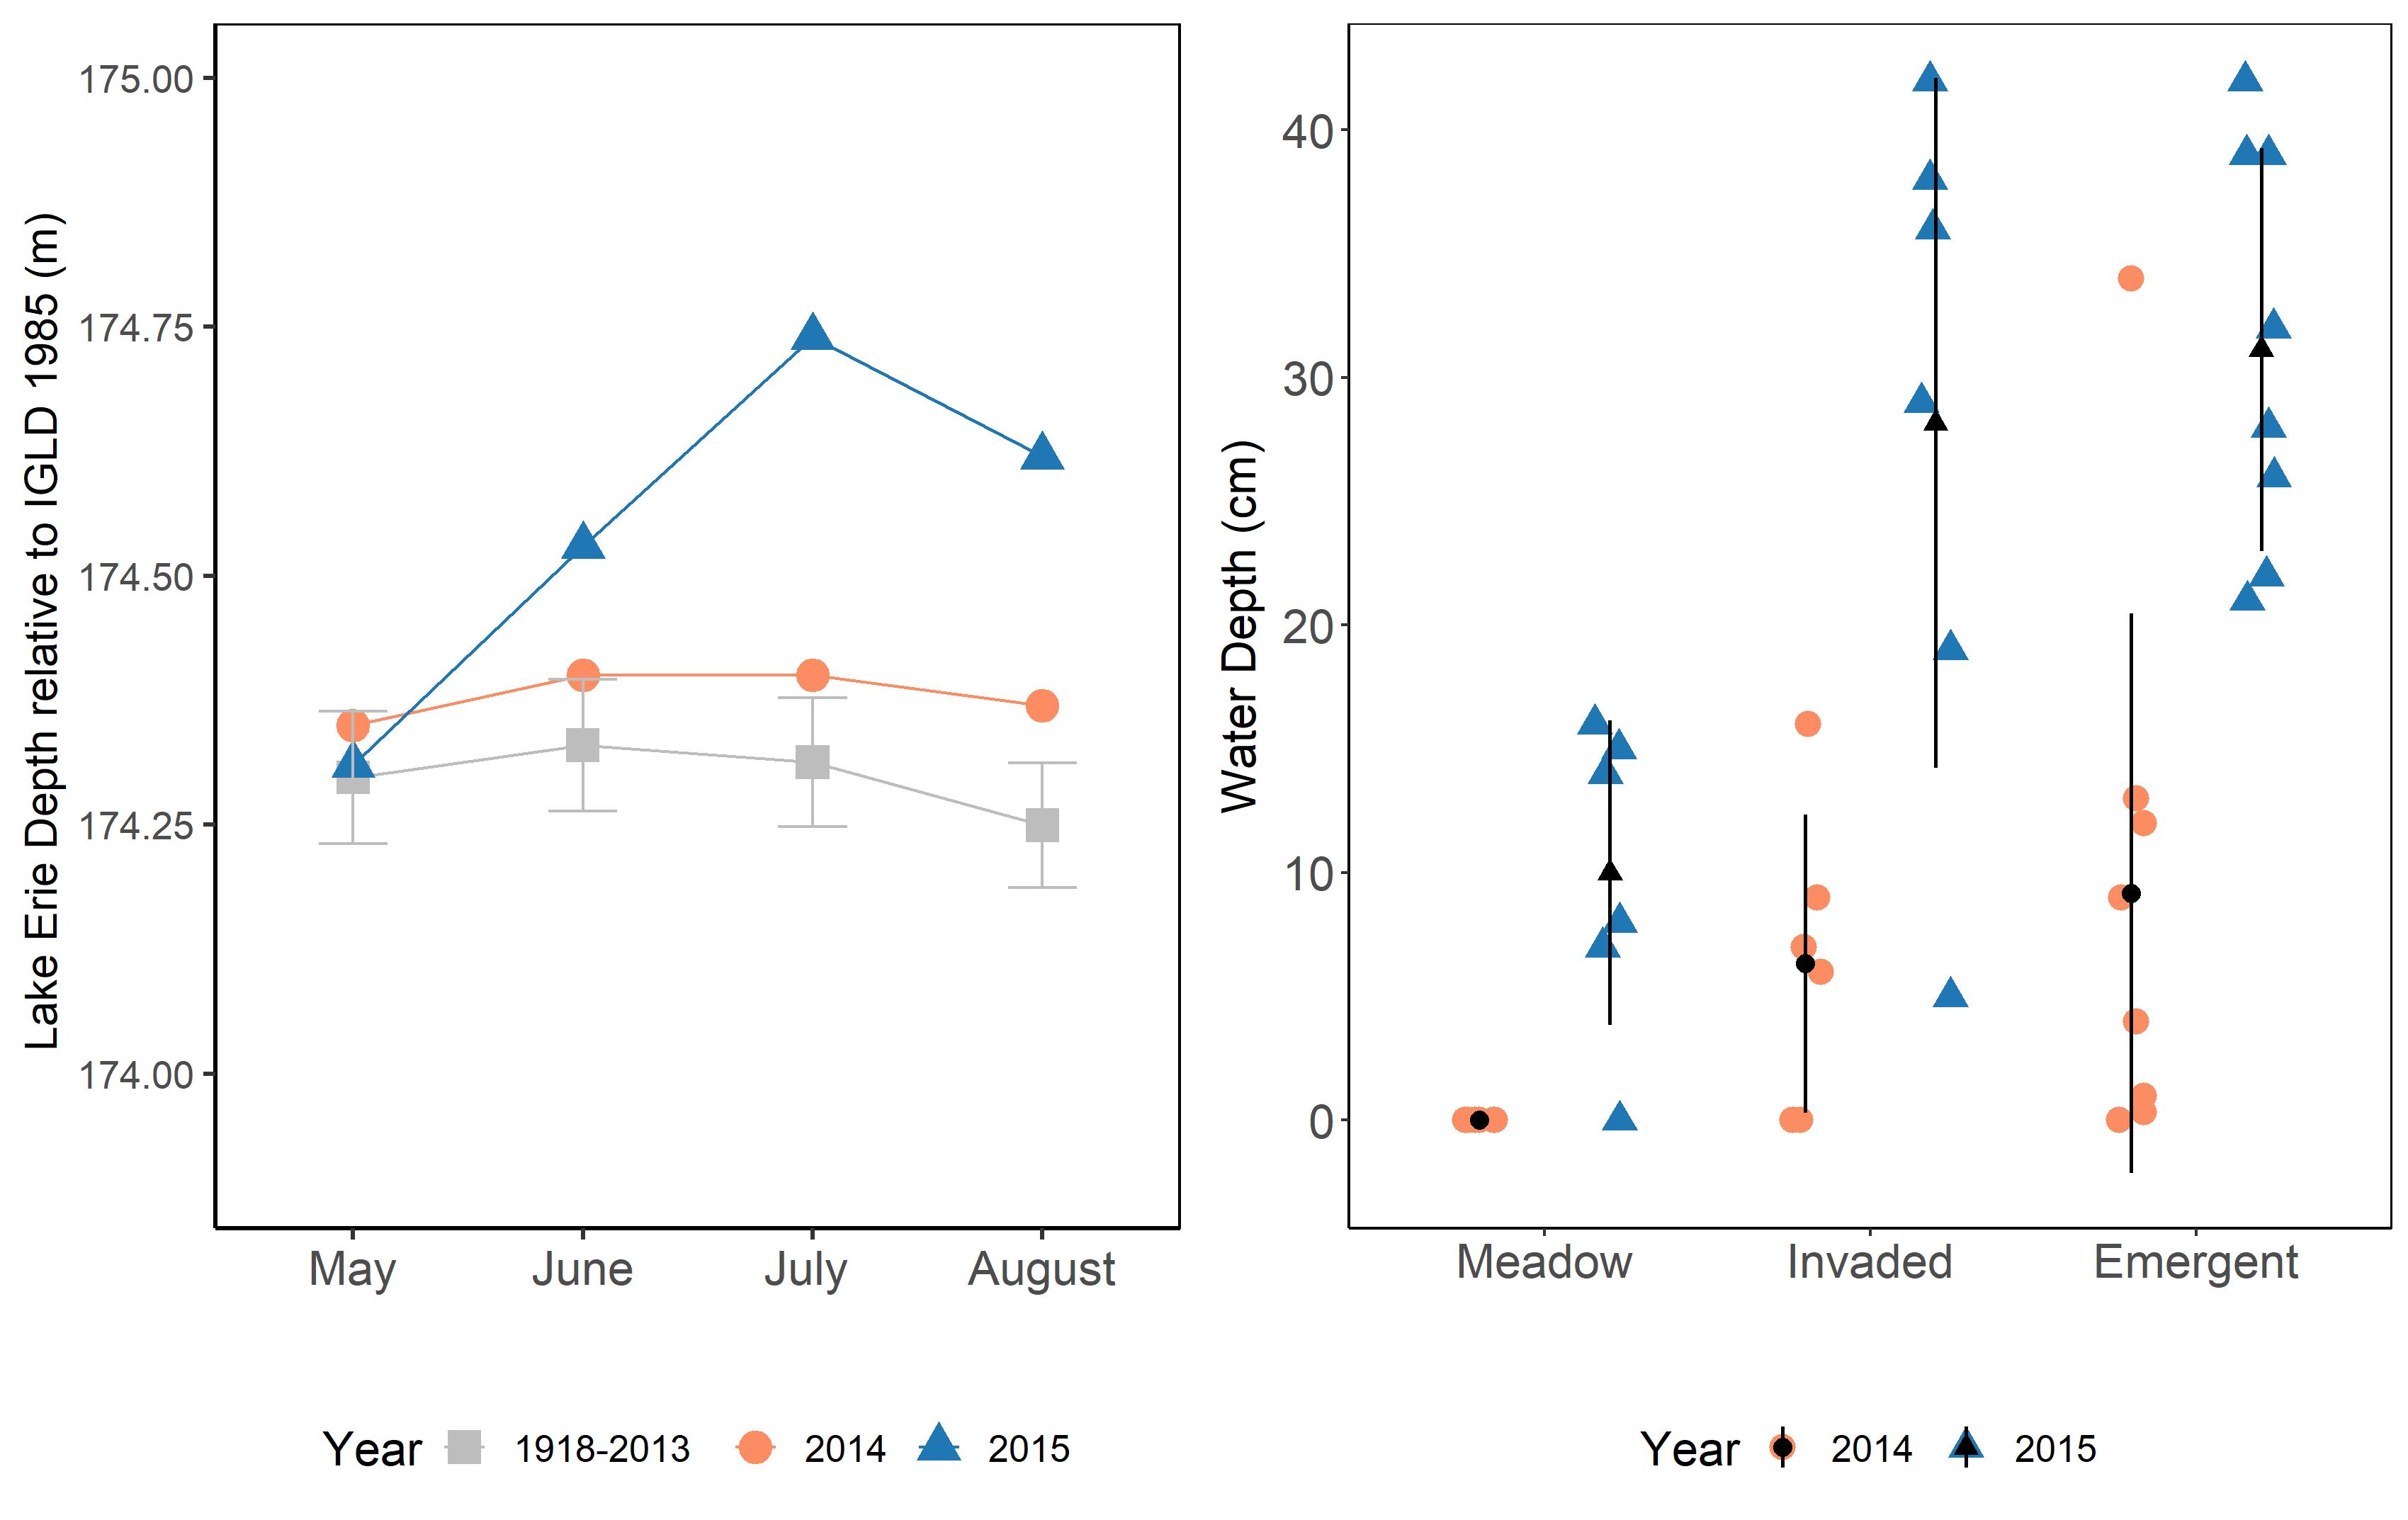 Lake Erie Depth relative to IGLD 1985 (m)
175.00
174.75
174.50
174.25
174.00
May June July August
Year 1918-2013 2014 2015
Water Depth (cm)
40
30
20
10
0
Meadow Invaded Emergent
Year 2014 2015